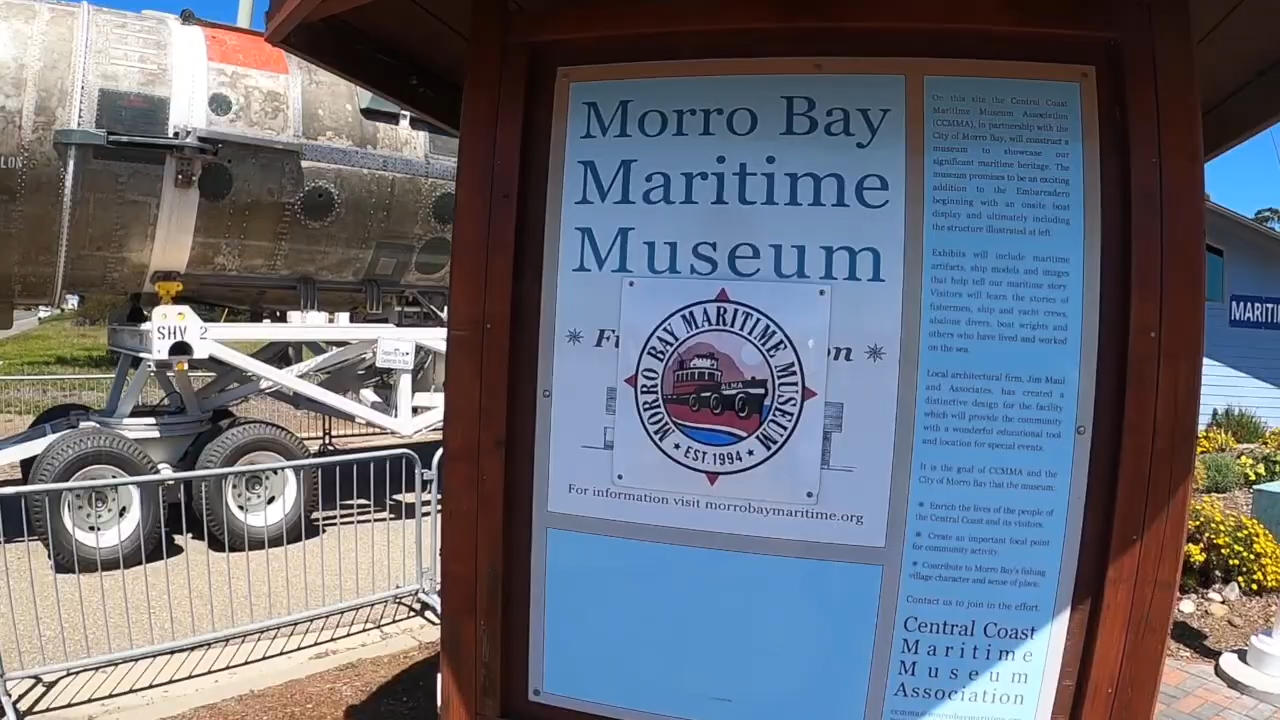 LON
SHV 2
Morro Bay
Maritime
Museum
MORRO BAY MARITIME MUSEUM
ALMA
EST. 1994
For information visit morrobaymaritime.org
On this site the Central Coast
Maritime Museum Association
(CCMMA), in partnership with the
City of Morro Bay, will construct a
museum to showcase our
significant maritime heritage. The
museum promises to be an exciting
addition to the Embarcadero
beginning with an onsite boat
display and ultimately including
the structure illustrated at left.
Exhibits will include maritime
artifacts, ship models and images
that help tell our maritime story.
Visitors will learn the stories of
fishermen, ship and yacht crews,
abalone divers, boat wrights and
others who have lived and worked
on the sea.
Local architectural firm, Jim Maul
and Associates, has created a
distinctive design for the facility
which will provide the community
with a wonderful educational tool
and location for special events.
It is the goal of CCMMA and the
City of Morro Bay that the museum:
Enrich the lives of the people of
the Central Coast and its visitors.
Create an important focal point
for community activity.
Contribute to Morro Bay's fishing
village character and sense of place.
Contact us to join in the effort.
Central Coast
Maritime
Museum
Association
MARITI